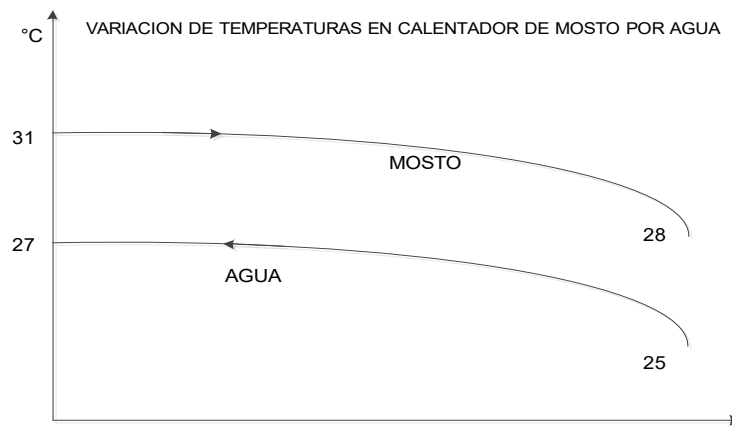 °C
VARIACION DE TEMPERATURAS EN CALENTADOR DE MOSTO POR AGUA
31
MOSTO
28
27
AGUA
25